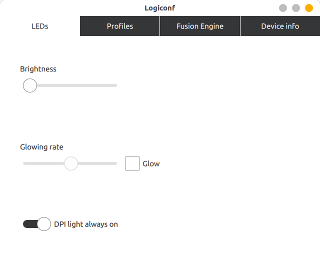 Logiconf
LEDs
Profiles
Fusion Engine
Device info
Brightness
Glowing rate
Glow
DPI light always on